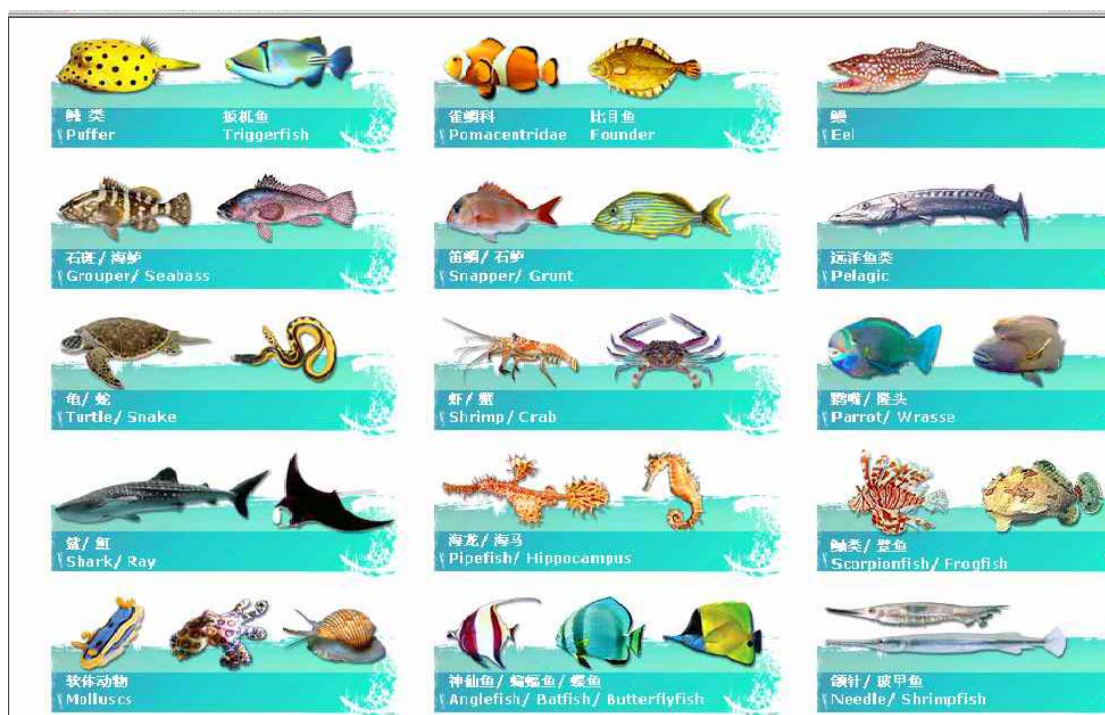 鲀 类
Puffer
扳机鱼
Triggerfish
雀鲷科
Pomacentridae
比目鱼
Founder
鳗
Eel
石斑/ 海鲈
Grouper/ Seabass
笛鲷/ 石鲈
Snapper/ Grunt
远洋鱼类
Pelagic
龟/ 蛇
Turtle/ Snake
虾/ 蟹
Shrimp/ Crab
鹦嘴/ 隆头
Parrot/ Wrasse
鲨/ 魟
Shark/ Ray
海龙/ 海马
Pipefish/ Hippocampus
鲉类/ 躄鱼
Scorpionfish/ Frogfish
软体动物
Molluscs
神仙鱼/ 蝙蝠鱼/ 蝶鱼
Anglefish/ Batfish/ Butterflyfish
颌针/ 玻甲鱼
Needle/ Shrimpfish